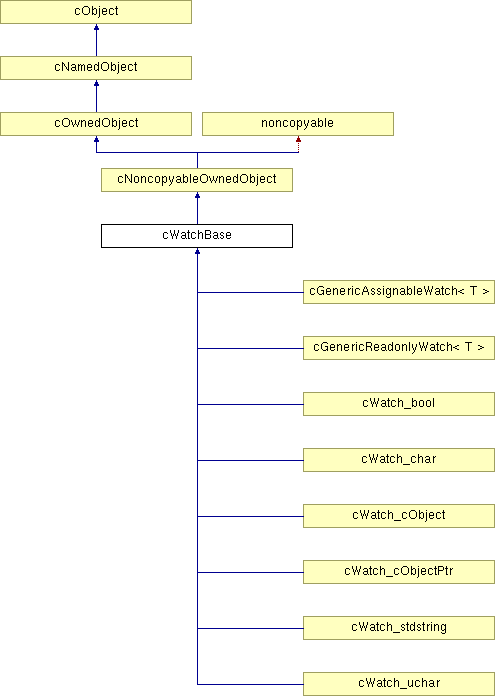 cObject
cNamedObject
cOwnedObject
noncopyable
cNoncopyableOwnedObject
cWatchBase
cGenericAssignableWatch< T >
cGenericReadonlyWatch< T >
cWatch_bool
cWatch_char
cWatch_cObject
cWatch_cObjectPtr
cWatch_stdstring
cWatch_uchar